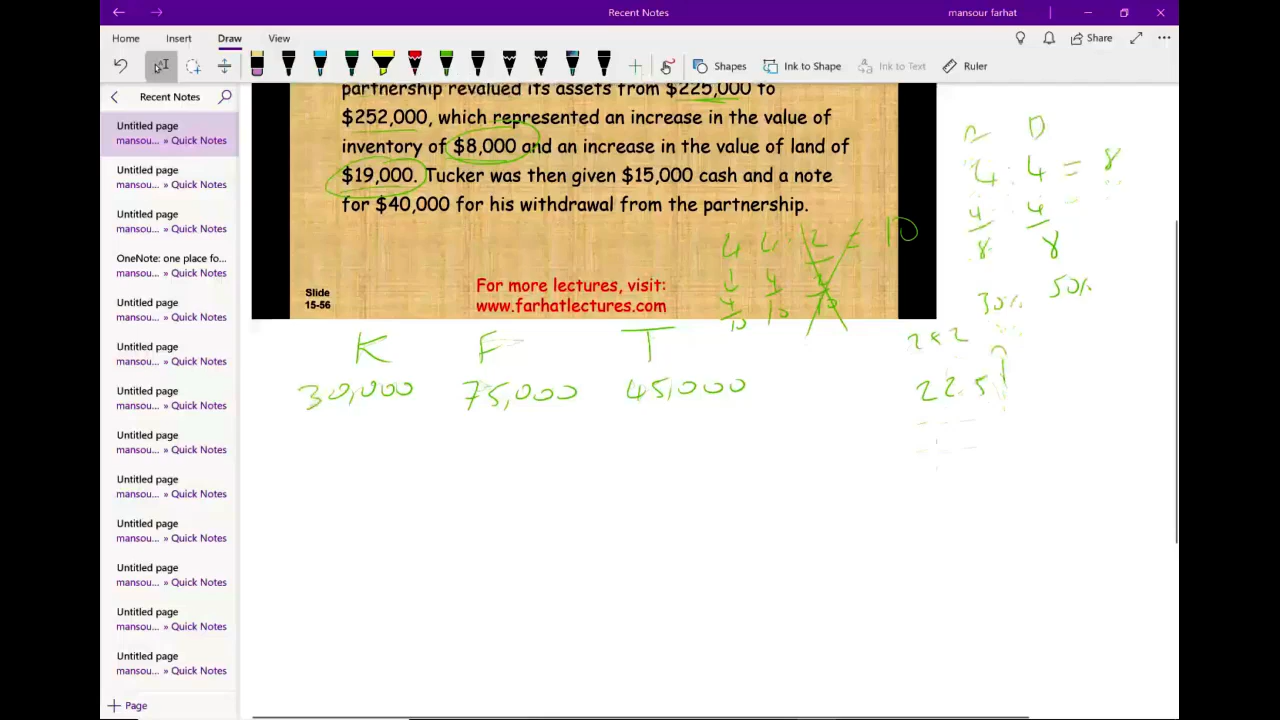 Recent Notes
mansour farhat
Home Insert Draw View
Share
Shapes
Ink to Shape
Ink to Text
Ruler
Recent Notes
Untitled page
mansou... » Quick Notes
Untitled page
mansou... » Quick Notes
Untitled page
mansou... » Quick Notes
OneNote: one place fo...
mansou... » Quick Notes
Untitled page
mansou... » Quick Notes
Untitled page
mansou... » Quick Notes
Untitled page
mansou... » Quick Notes
Untitled page
mansou... » Quick Notes
Untitled page
mansou... » Quick Notes
Untitled page
mansou... » Quick Notes
Untitled page
mansou... » Quick Notes
Untitled page
mansou... » Quick Notes
Untitled page
mansou... » Quick Notes
+ Page
partnership revalued its assets from $225,000 to
$252,000, which represented an increase in the value of
inventory of $8,000 and an increase in the value of land of
$19,000. Tucker was then given $15,000 cash and a note
for $40,000 for his withdrawal from the partnership.
For more lectures, visit:
www.farhatlectures.com
Slide
15-56
D
4 = 8
4 4
8 8
4 4 2 = 10
4
10 10 10
50%
30%
K F T
30,000 75,000 45,000
252
225